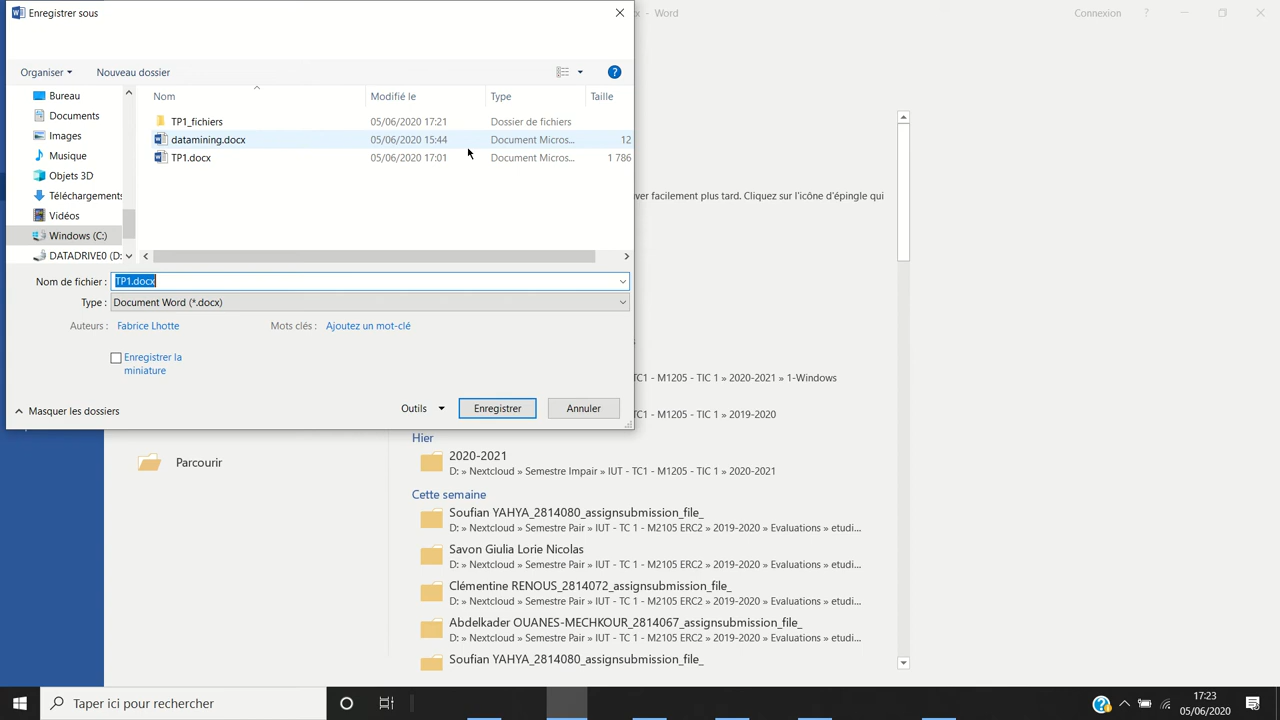 Enregistrer sous
x - Word
Connexion
?
Organiser
Nouveau dossier
?
Bureau
Documents
Images
Musique
Objets 3D
Téléchargements
Vidéos
Windows (C:)
DATADRIVE0 (D:
Nom
Modifié le
Type
Taille
TP1_fichiers
05/06/2020 17:21
Dossier de fichiers
datamining.docx
05/06/2020 15:44
Document Micros...
12
TP1.docx
05/06/2020 17:01
Document Micros...
1 786
ver facilement plus tard. Cliquez sur l'icône d'épingle qui
Nom de fichier :
TP1.docx
Type :
Document Word (*.docx)
Auteurs :
Fabrice Lhotte
Mots clés :
Ajoutez un mot-clé
Enregistrer la
miniature
Masquer les dossiers
Outils
Enregistrer
Annuler
TC1 - M1205 - TIC 1 » 2020-2021 » 1-Windows
TC1 - M1205 - TIC 1 » 2019-2020
Parcourir
Hier
2020-2021
D: » Nextcloud » Semestre Impair » IUT - TC1 - M1205 - TIC 1 » 2020-2021
Cette semaine
Soufian YAHYA_2814080_assignsubmission_file_
D: » Nextcloud » Semestre Pair » IUT - TC 1 - M2105 ERC2 » 2019-2020 » Evaluations » etudi...
Savon Giulia Lorie Nicolas
D: » Nextcloud » Semestre Pair » IUT - TC 1 - M2105 ERC2 » 2019-2020 » Evaluations » etudi...
Clémentine RENOUS_2814072_assignsubmission_file_
D: » Nextcloud » Semestre Pair » IUT - TC 1 - M2105 ERC2 » 2019-2020 » Evaluations » etudi...
Abdelkader OUANES-MECHKOUR_2814067_assignsubmission_file_
D: » Nextcloud » Semestre Pair » IUT - TC 1 - M2105 ERC2 » 2019-2020 » Evaluations » etudi...
Soufian YAHYA_2814080_assignsubmission_file_
Taper ici pour rechercher
17:23
05/06/2020